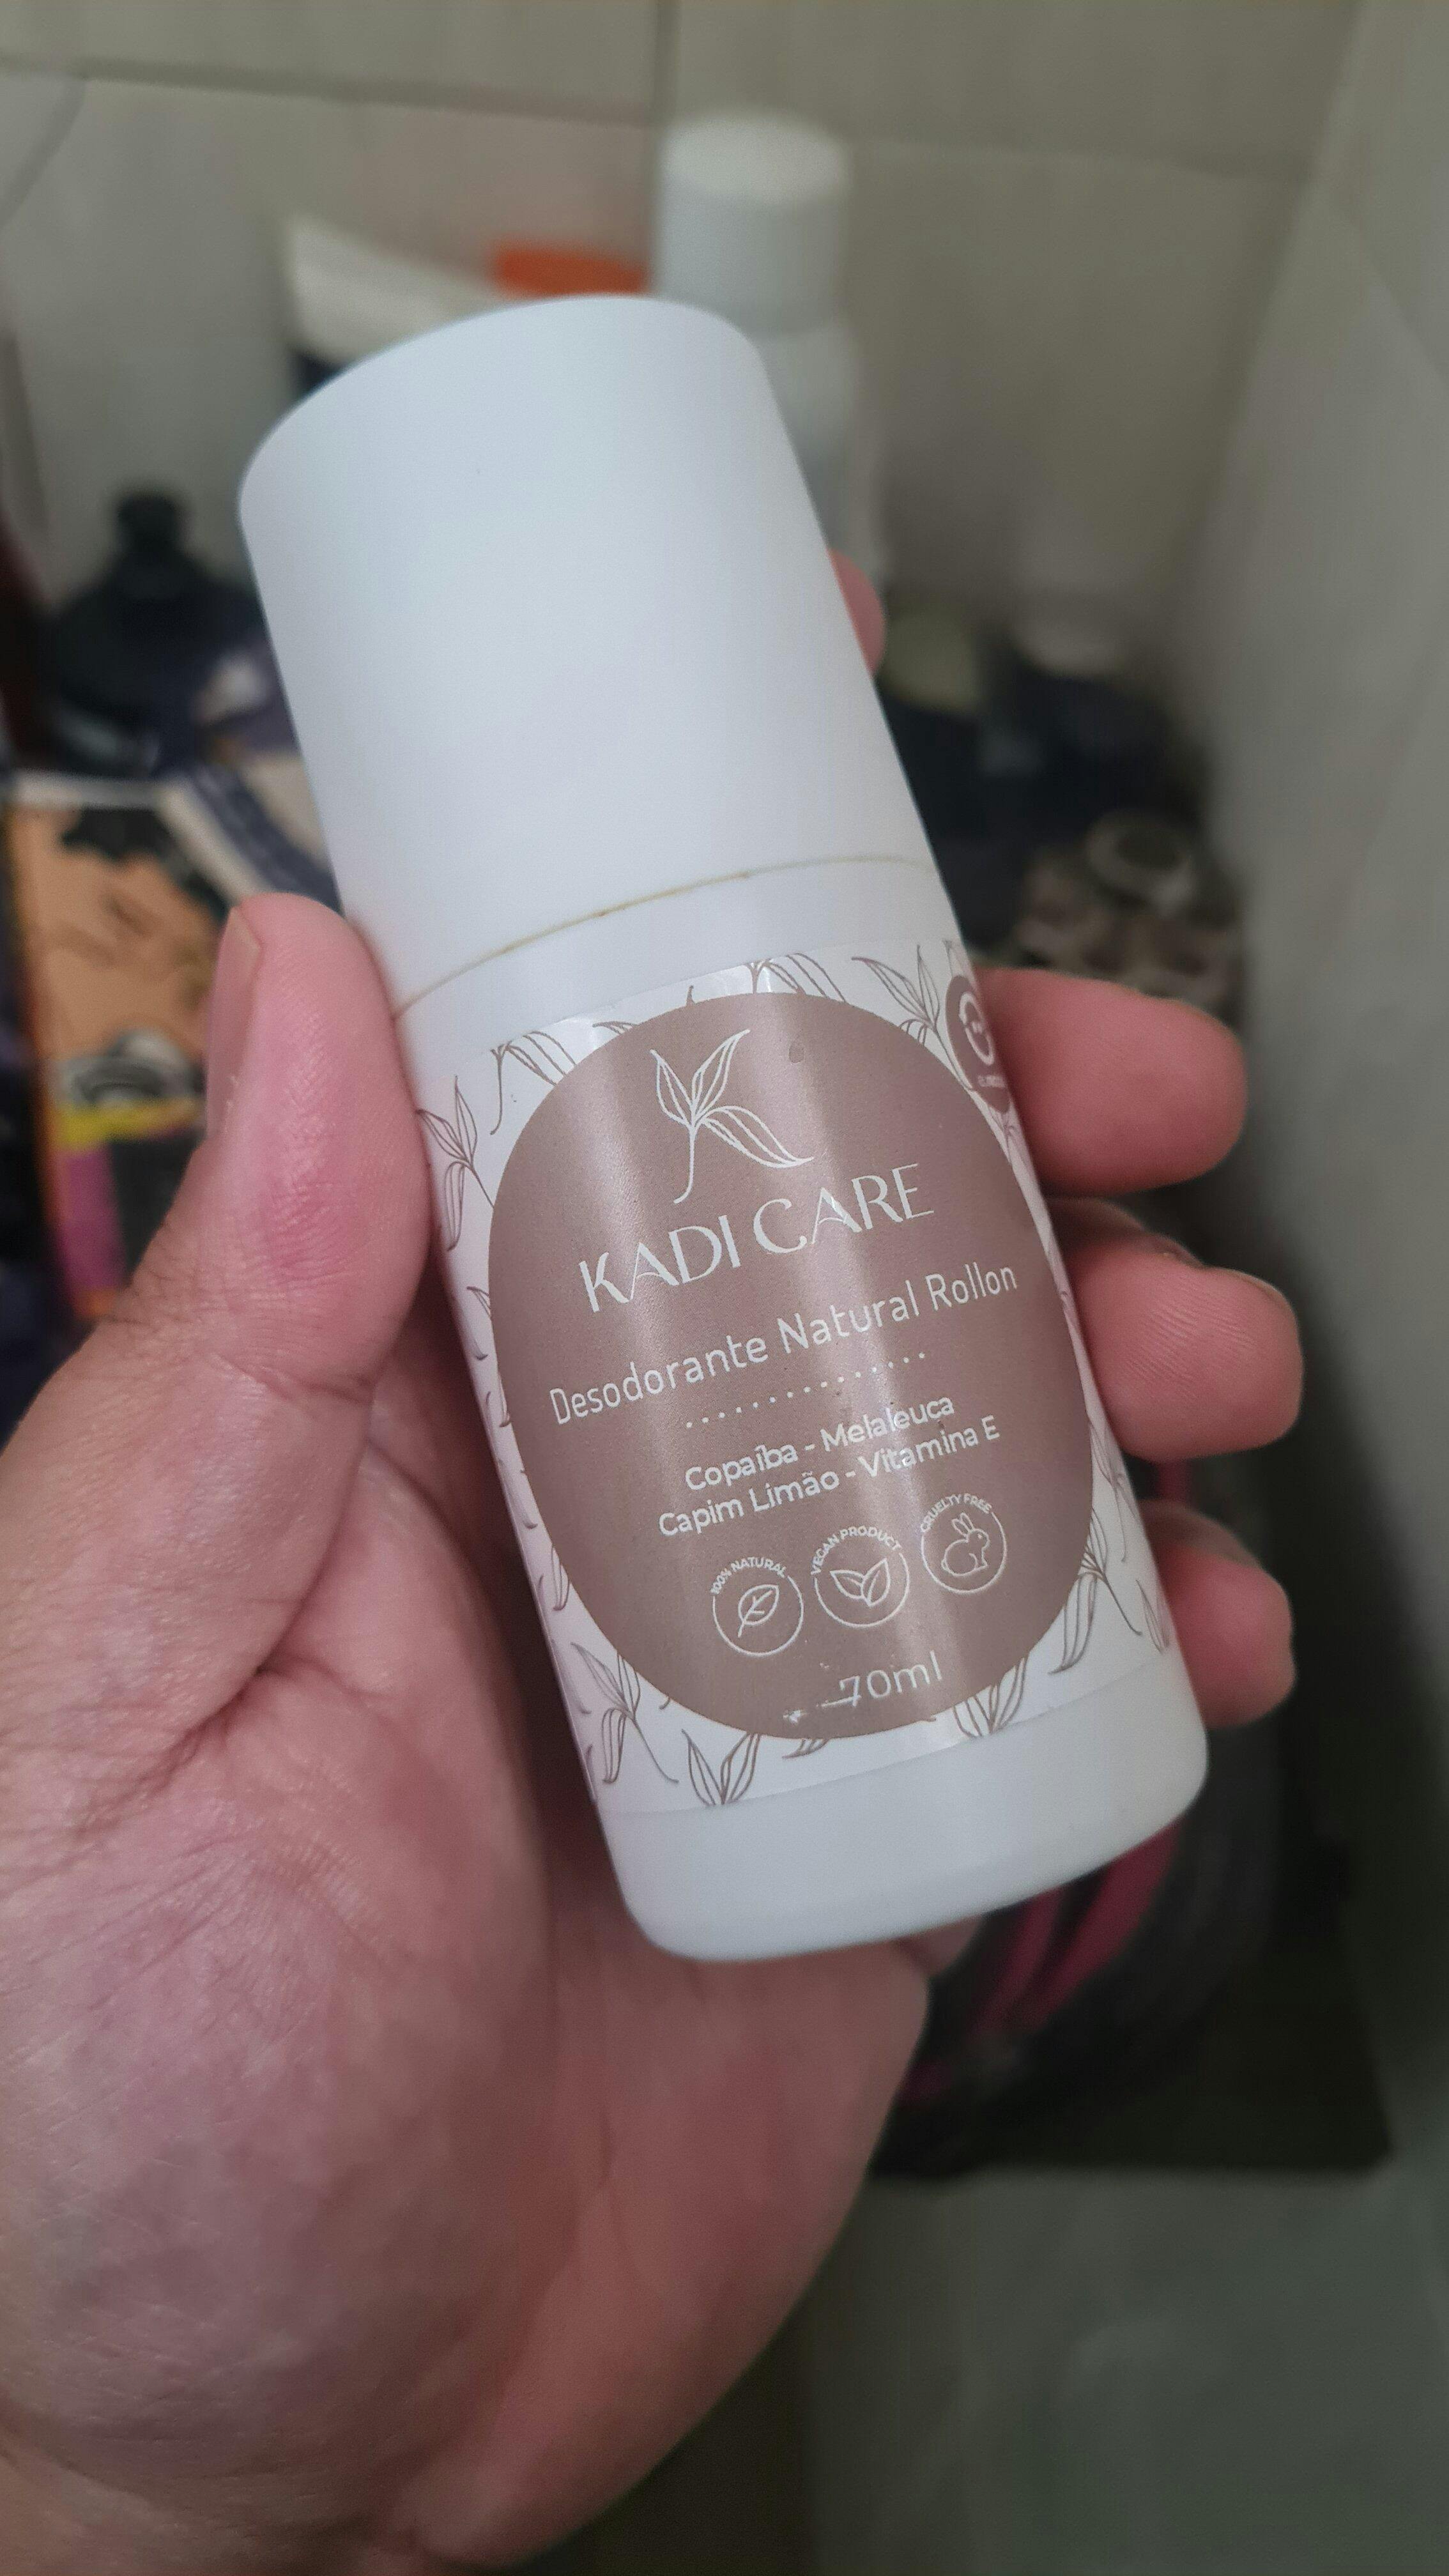 KADI CARE
Desodorante Natural Rollon
Copaíba - Melaleuca
Capim Limão - Vitamina E
100% NATURAL
VEGAN PRODUCT
CRUELTY FREE
70ml